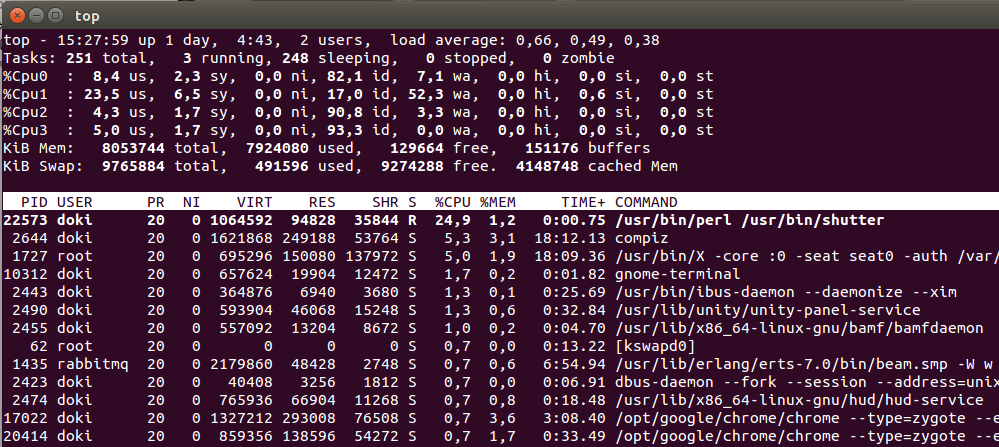 top
top - 15:27:59 up 1 day,  4:43,  2 users,  load average: 0,66, 0,49, 0,38
Tasks: 251 total,   3 running, 248 sleeping,   0 stopped,   0 zombie
%Cpu0  :  8,4 us,  2,3 sy,  0,0 ni, 82,1 id,  7,1 wa,  0,0 hi,  0,0 si,  0,0 st
%Cpu1  : 23,5 us,  6,5 sy,  0,0 ni, 17,0 id, 52,3 wa,  0,0 hi,  0,6 si,  0,0 st
%Cpu2  :  4,3 us,  1,7 sy,  0,0 ni, 90,8 id,  3,3 wa,  0,0 hi,  0,0 si,  0,0 st
%Cpu3  :  5,0 us,  1,7 sy,  0,0 ni, 93,3 id,  0,0 wa,  0,0 hi,  0,0 si,  0,0 st
KiB Mem:   8053744 total,  7924080 used,   129664 free,   151176 buffers
KiB Swap:  9765884 total,   491596 used,  9274288 free.  4148748 cached Mem
  PID USER      PR  NI    VIRT    RES    SHR S  %CPU %MEM     TIME+ COMMAND
22573 doki      20   0 1064592  94828  35844 R  24,9  1,2   0:00.75 /usr/bin/perl /usr/bin/shutter
 2644 doki      20   0 1621868 249188  53764 S   5,3  3,1  18:12.13 compiz
 1727 root      20   0  695296 150080 137972 S   5,0  1,9  18:09.36 /usr/bin/X -core :0 -seat seat0 -auth /var/
10312 doki      20   0  657624  19904  12472 S   1,7  0,2   0:01.82 gnome-terminal
 2443 doki      20   0  364876   6940   3680 S   1,3  0,1   0:25.69 /usr/bin/ibus-daemon --daemonize --xim
 2490 doki      20   0  593904  46068  15248 S   1,3  0,6   0:32.84 /usr/lib/unity/unity-panel-service
 2455 doki      20   0  557092  13204   8672 S   1,0  0,2   0:04.70 /usr/lib/x86_64-linux-gnu/bamf/bamfdaemon
   62 root      20   0       0      0      0 S   0,7  0,0   0:13.22 [kswapd0]
 1435 rabbitmq  20   0 2179860  48428   2748 S   0,7  0,6   6:54.94 /usr/lib/erlang/erts-7.0/bin/beam.smp -W w
 2423 doki      20   0   40408   3256   1812 S   0,7  0,0   0:06.91 dbus-daemon --fork --session --address=unix
 2474 doki      20   0  765936  66904  11268 S   0,7  0,8   0:18.48 /usr/lib/x86_64-linux-gnu/hud/hud-service
17022 doki      20   0 1327212 293008  76508 S   0,7  3,6   3:08.40 /opt/google/chrome/chrome --type=zygote --e
20414 doki      20   0  859356 138596  54272 S   0,7  1,7   0:33.49 /opt/google/chrome/chrome --type=zygote --e